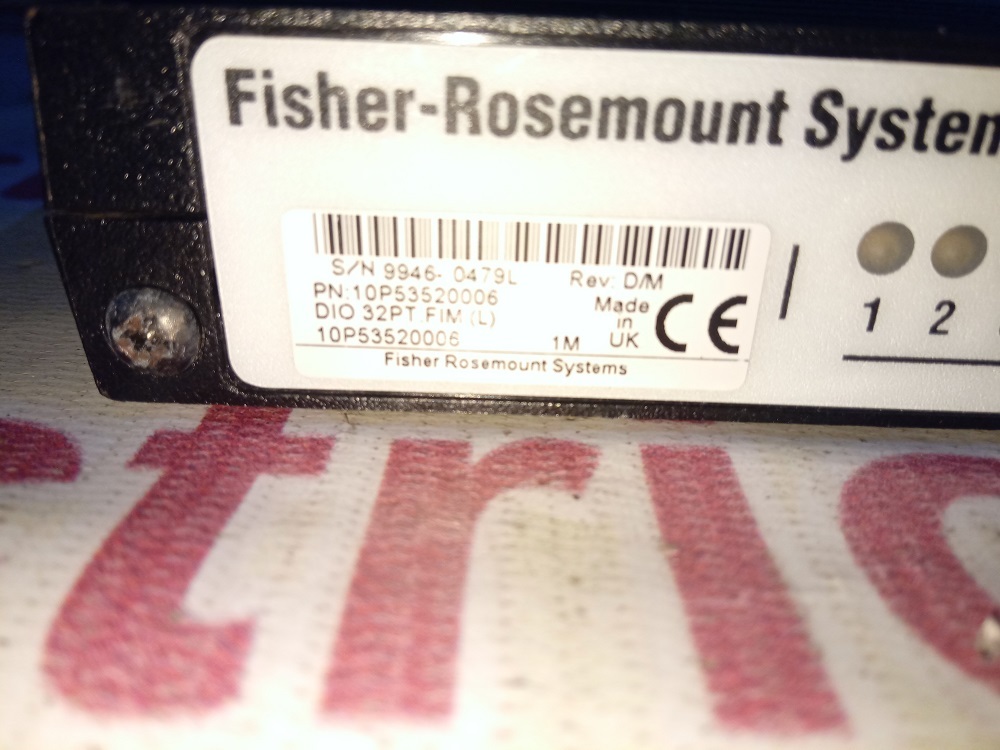 Fisher-Rosemount System
S/N 9946- 0479L Rev: D/M
PN:10P53520006
DIO 32PT FIM (L)
10P53520006 1M
Made
in
UK
CE
Fisher Rosemount Systems
1 2
tri